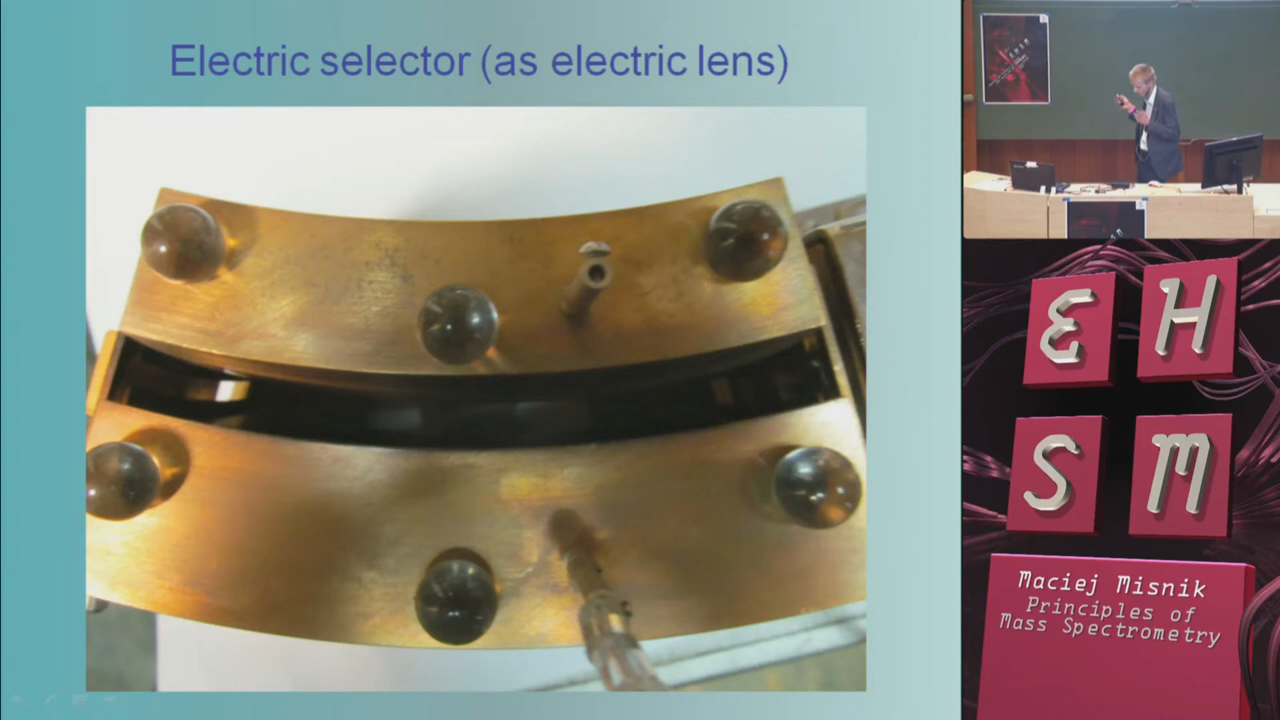 Electric selector (as electric lens)
E H
S M
Maciej Misnik
Principles of
Mass Spectrometry